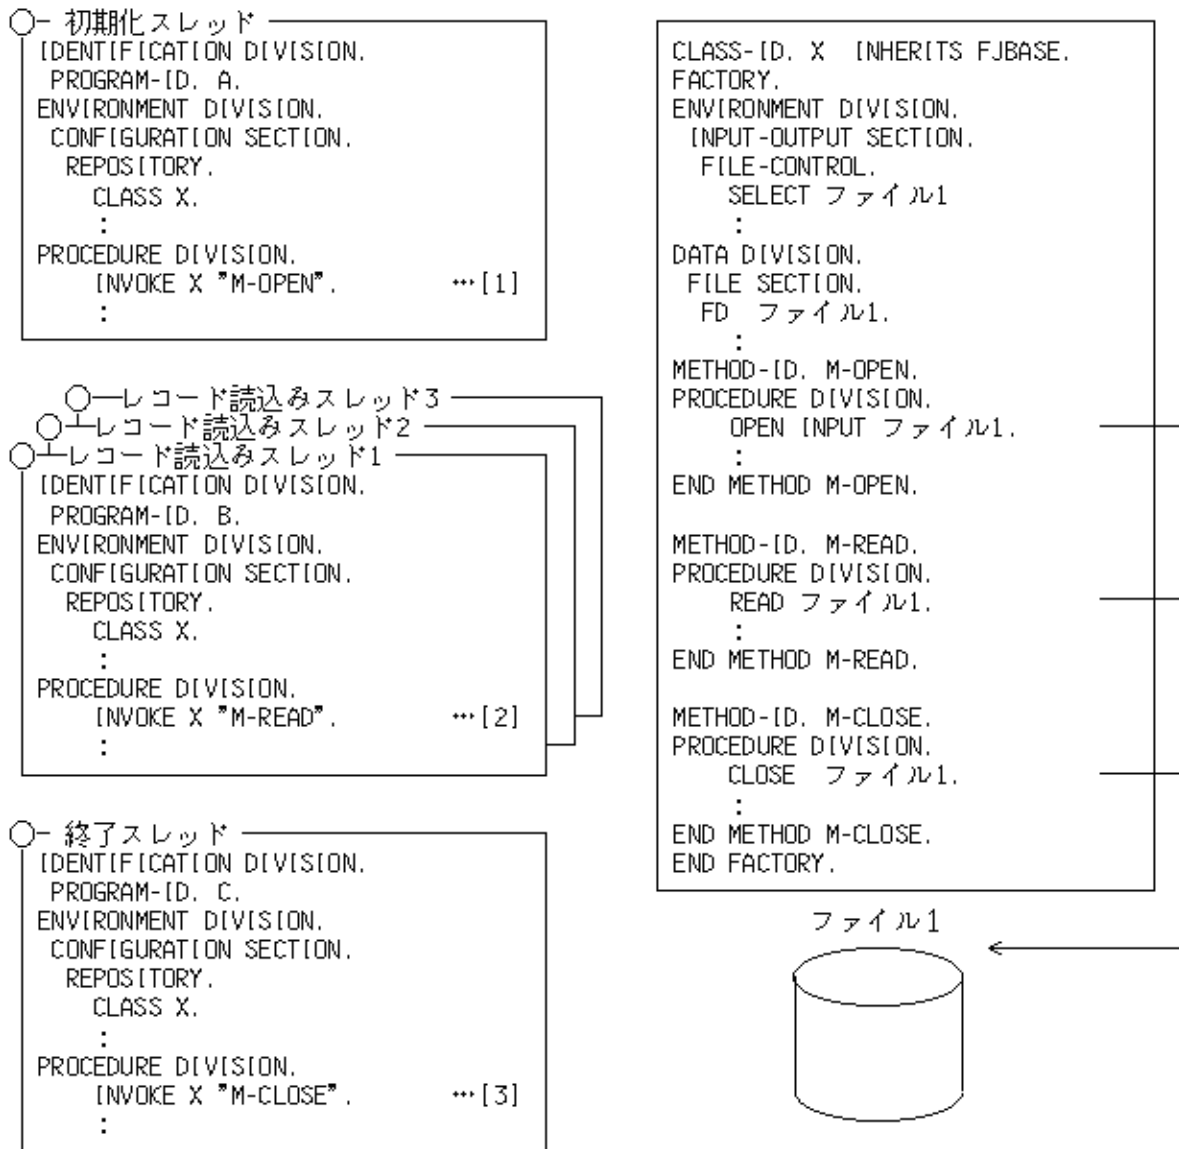 初期化スレッド
IDENTIFICATION DIVISION.
PROGRAM-ID. A.
ENVIRONMENT DIVISION.
CONFIGURATION SECTION.
REPOSITORY.
CLASS X.
:
PROCEDURE DIVISION.
INVOKE X "M-OPEN". …[1]
:
レコード読込みスレッド3
レコード読込みスレッド2
レコード読込みスレッド1
IDENTIFICATION DIVISION.
PROGRAM-ID. B.
ENVIRONMENT DIVISION.
CONFIGURATION SECTION.
REPOSITORY.
CLASS X.
:
PROCEDURE DIVISION.
INVOKE X "M-READ". …[2]
:
終了スレッド
IDENTIFICATION DIVISION.
PROGRAM-ID. C.
ENVIRONMENT DIVISION.
CONFIGURATION SECTION.
REPOSITORY.
CLASS X.
:
PROCEDURE DIVISION.
INVOKE X "M-CLOSE". …[3]
:
CLASS-ID. X INHERITS FJBASE.
FACTORY.
ENVIRONMENT DIVISION.
INPUT-OUTPUT SECTION.
FILE-CONTROL.
SELECT ファイル1
:
DATA DIVISION.
FILE SECTION.
FD ファイル1.
:
METHOD-ID. M-OPEN.
PROCEDURE DIVISION.
OPEN INPUT ファイル1.
:
END METHOD M-OPEN.
METHOD-ID. M-READ.
PROCEDURE DIVISION.
READ ファイル1.
:
END METHOD M-READ.
METHOD-ID. M-CLOSE.
PROCEDURE DIVISION.
CLOSE ファイル1.
:
END METHOD M-CLOSE.
END FACTORY.
ファイル1